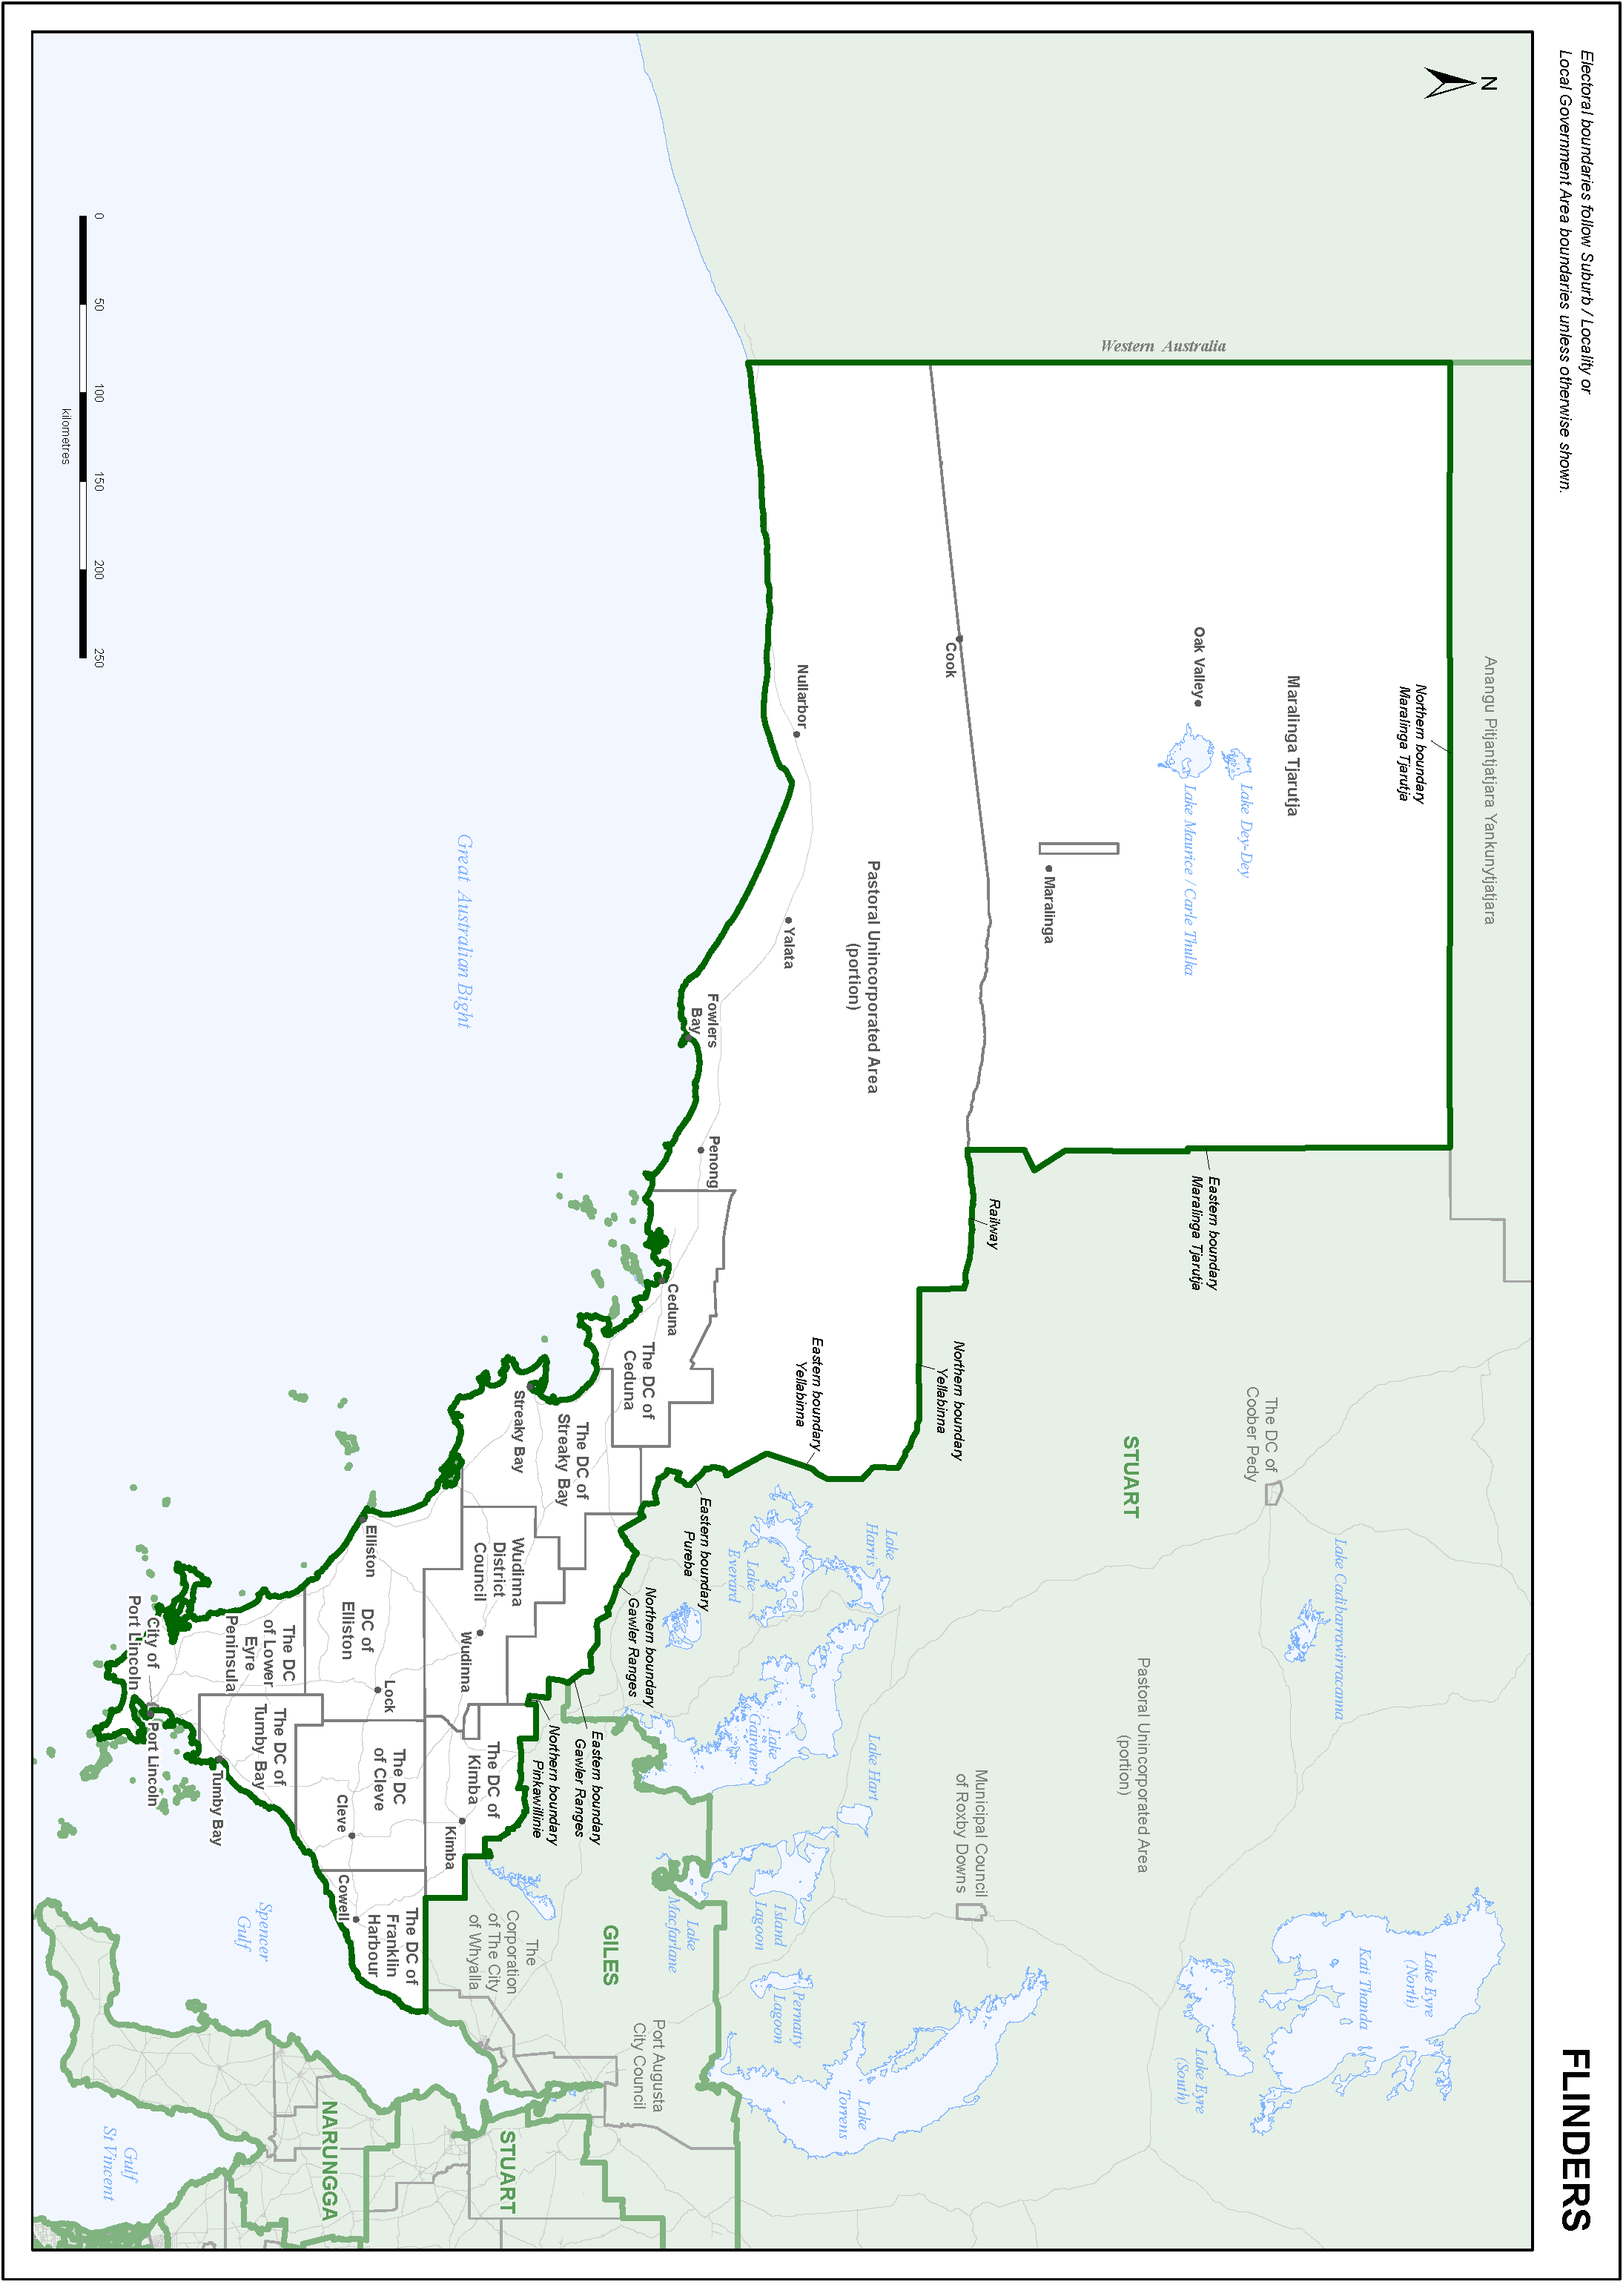 FLINDERS
Electoral boundaries follow Suburb / Locality or
Local Government Area boundaries unless otherwise shown.
N
Anangu Pitjantjatjara Yankunytjatjara
Northern boundary
Maralinga Tjarutja
Western Australia
Maralinga Tjarutja
Oak Valley
Lake Dey-Dey
Lake Maurice / Carle Thulka
Maralinga
Cook
Eastern boundary
Maralinga Tjarutja
Railway
Pastoral Unincorporated Area
(portion)
Nullarbor
Yalata
Fowlers
Bay
Penong
Northern boundary
Yellabinna
Eastern boundary
Yellabinna
Ceduna
The DC of
Ceduna
STUART
The DC of
Coober Pedy
Lake Cadibarrawirracanna
Lake Eyre
(North)
Kati Thanda
Lake Eyre
(South)
Pastoral Unincorporated Area
(portion)
Municipal Council
of Roxby Downs
Lake
Harris
Lake
Everard
Lake
Gairdner
Lake Hart
Island
Lagoon
Pernatty
Lagoon
Lake
Torrens
Lake
Macfarlane
Eastern boundary
Pureba
Northern boundary
Gawler Ranges
Eastern boundary
Gawler Ranges
Northern boundary
Pinkawillinie
GILES
Port Augusta
City Council
The
Corporation
of The City
of Whyalla
The DC of
Streaky Bay
Streaky Bay
Wudinna
District
Council
Wudinna
The DC of
Kimba
Kimba
Elliston
DC of
Elliston
Lock
The DC
of Cleve
Cleve
The DC of
Franklin
Harbour
Cowell
The DC
of Lower
Eyre
Peninsula
The DC of
Tumby Bay
Tumby Bay
City of
Port Lincoln
Port Lincoln
STUART
NARUNGGA
Great Australian Bight
Spencer
Gulf
Gulf
St Vincent
0 50 100 150 200 250
kilometres